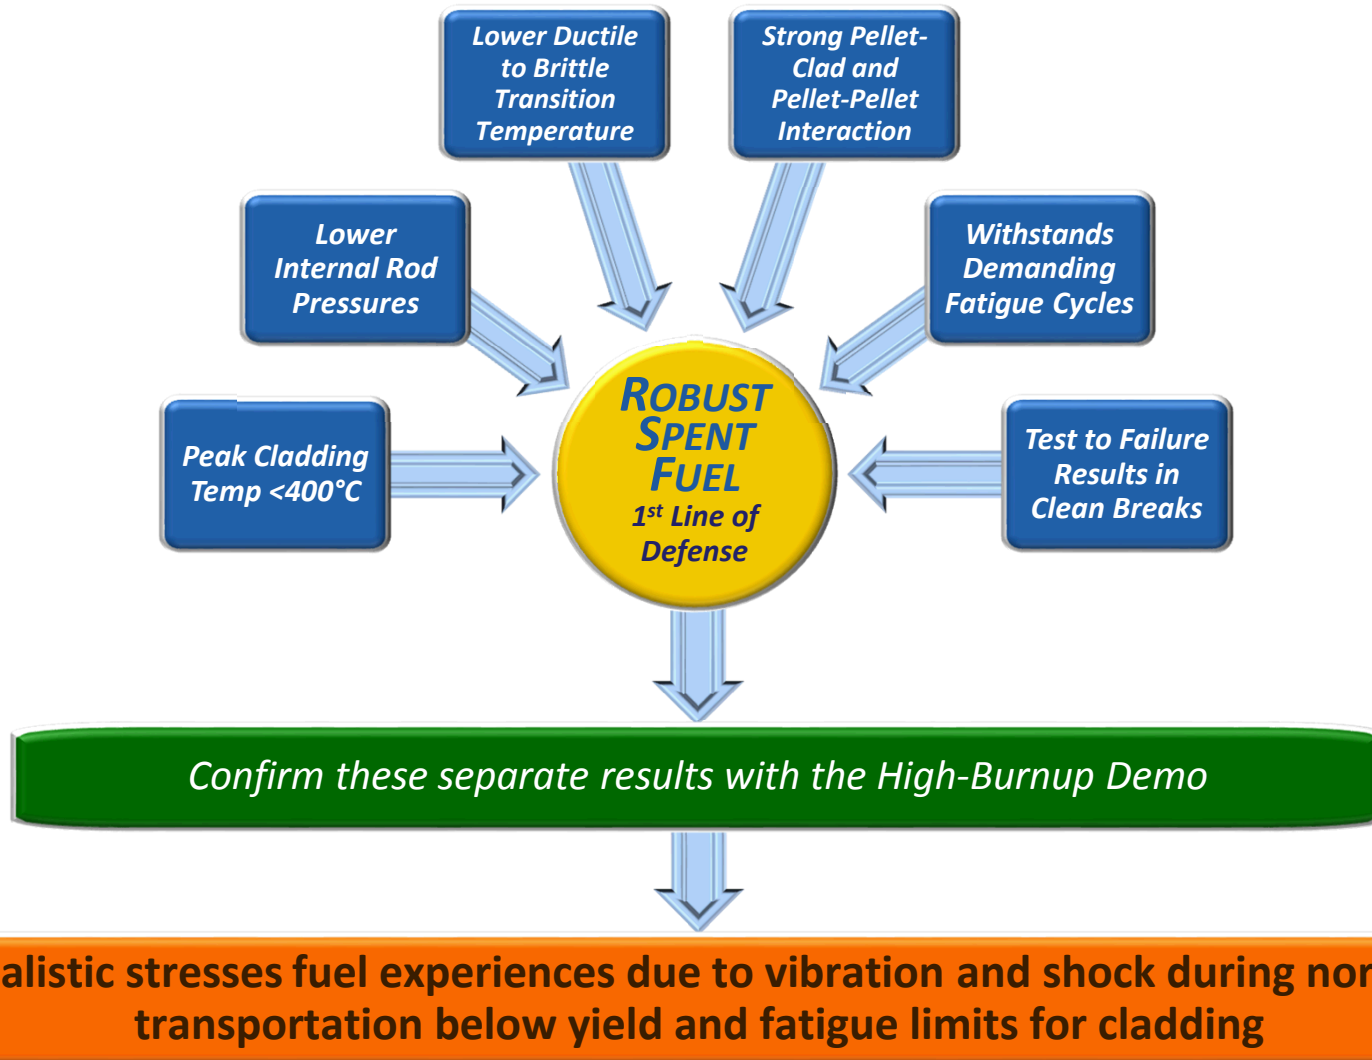 Lower Ductile
to Brittle
Transition
Temperature
Strong Pellet-
Clad and
Pellet-Pellet
Interaction
Lower
Internal Rod
Pressures
Withstands
Demanding
Fatigue Cycles
Peak Cladding
Temp <400°C
ROBUST
SPENT
FUEL
1st Line of
Defense
Test to Failure
Results in
Clean Breaks
Confirm these separate results with the High-Burnup Demo
alistic stresses fuel experiences due to vibration and shock during nor
transportation below yield and fatigue limits for cladding